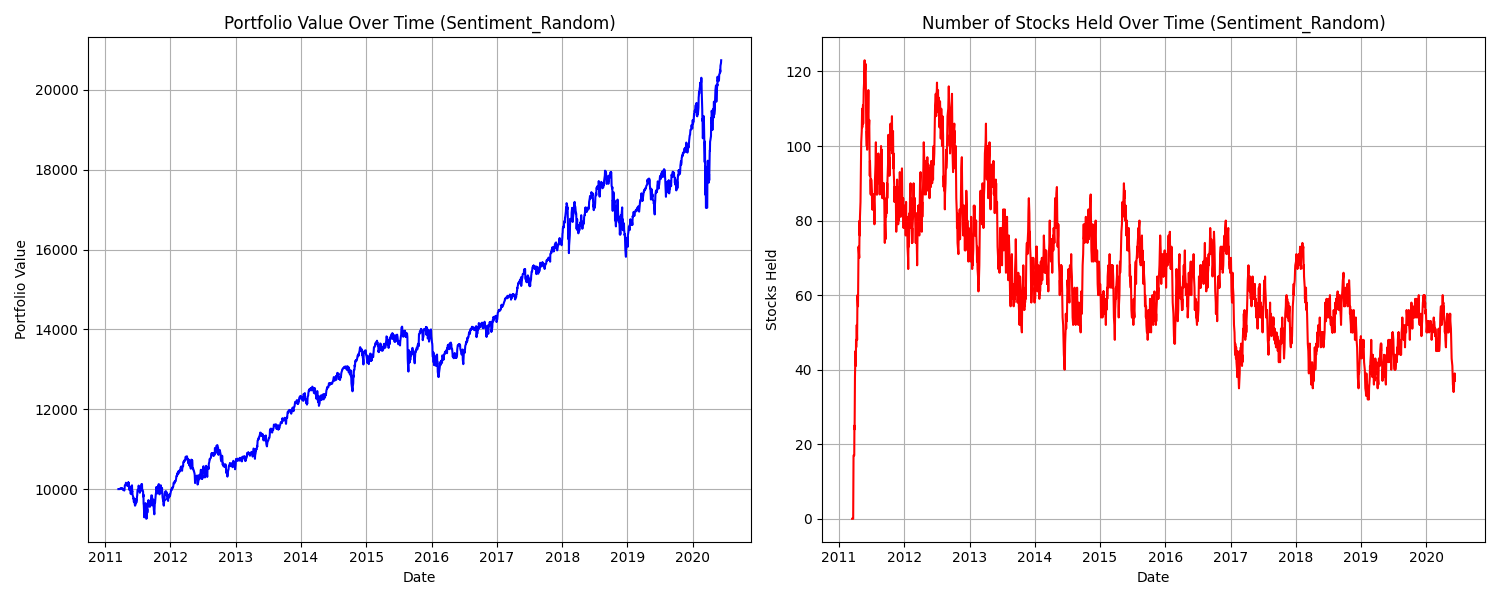 Portfolio Value Over Time (Sentiment_Random)
Portfolio Value
20000
18000
16000
14000
12000
10000
2011 2012 2013 2014 2015 2016 2017 2018 2019 2020
Date
Number of Stocks Held Over Time (Sentiment_Random)
Stocks Held
120
100
80
60
40
20
0
2011 2012 2013 2014 2015 2016 2017 2018 2019 2020
Date